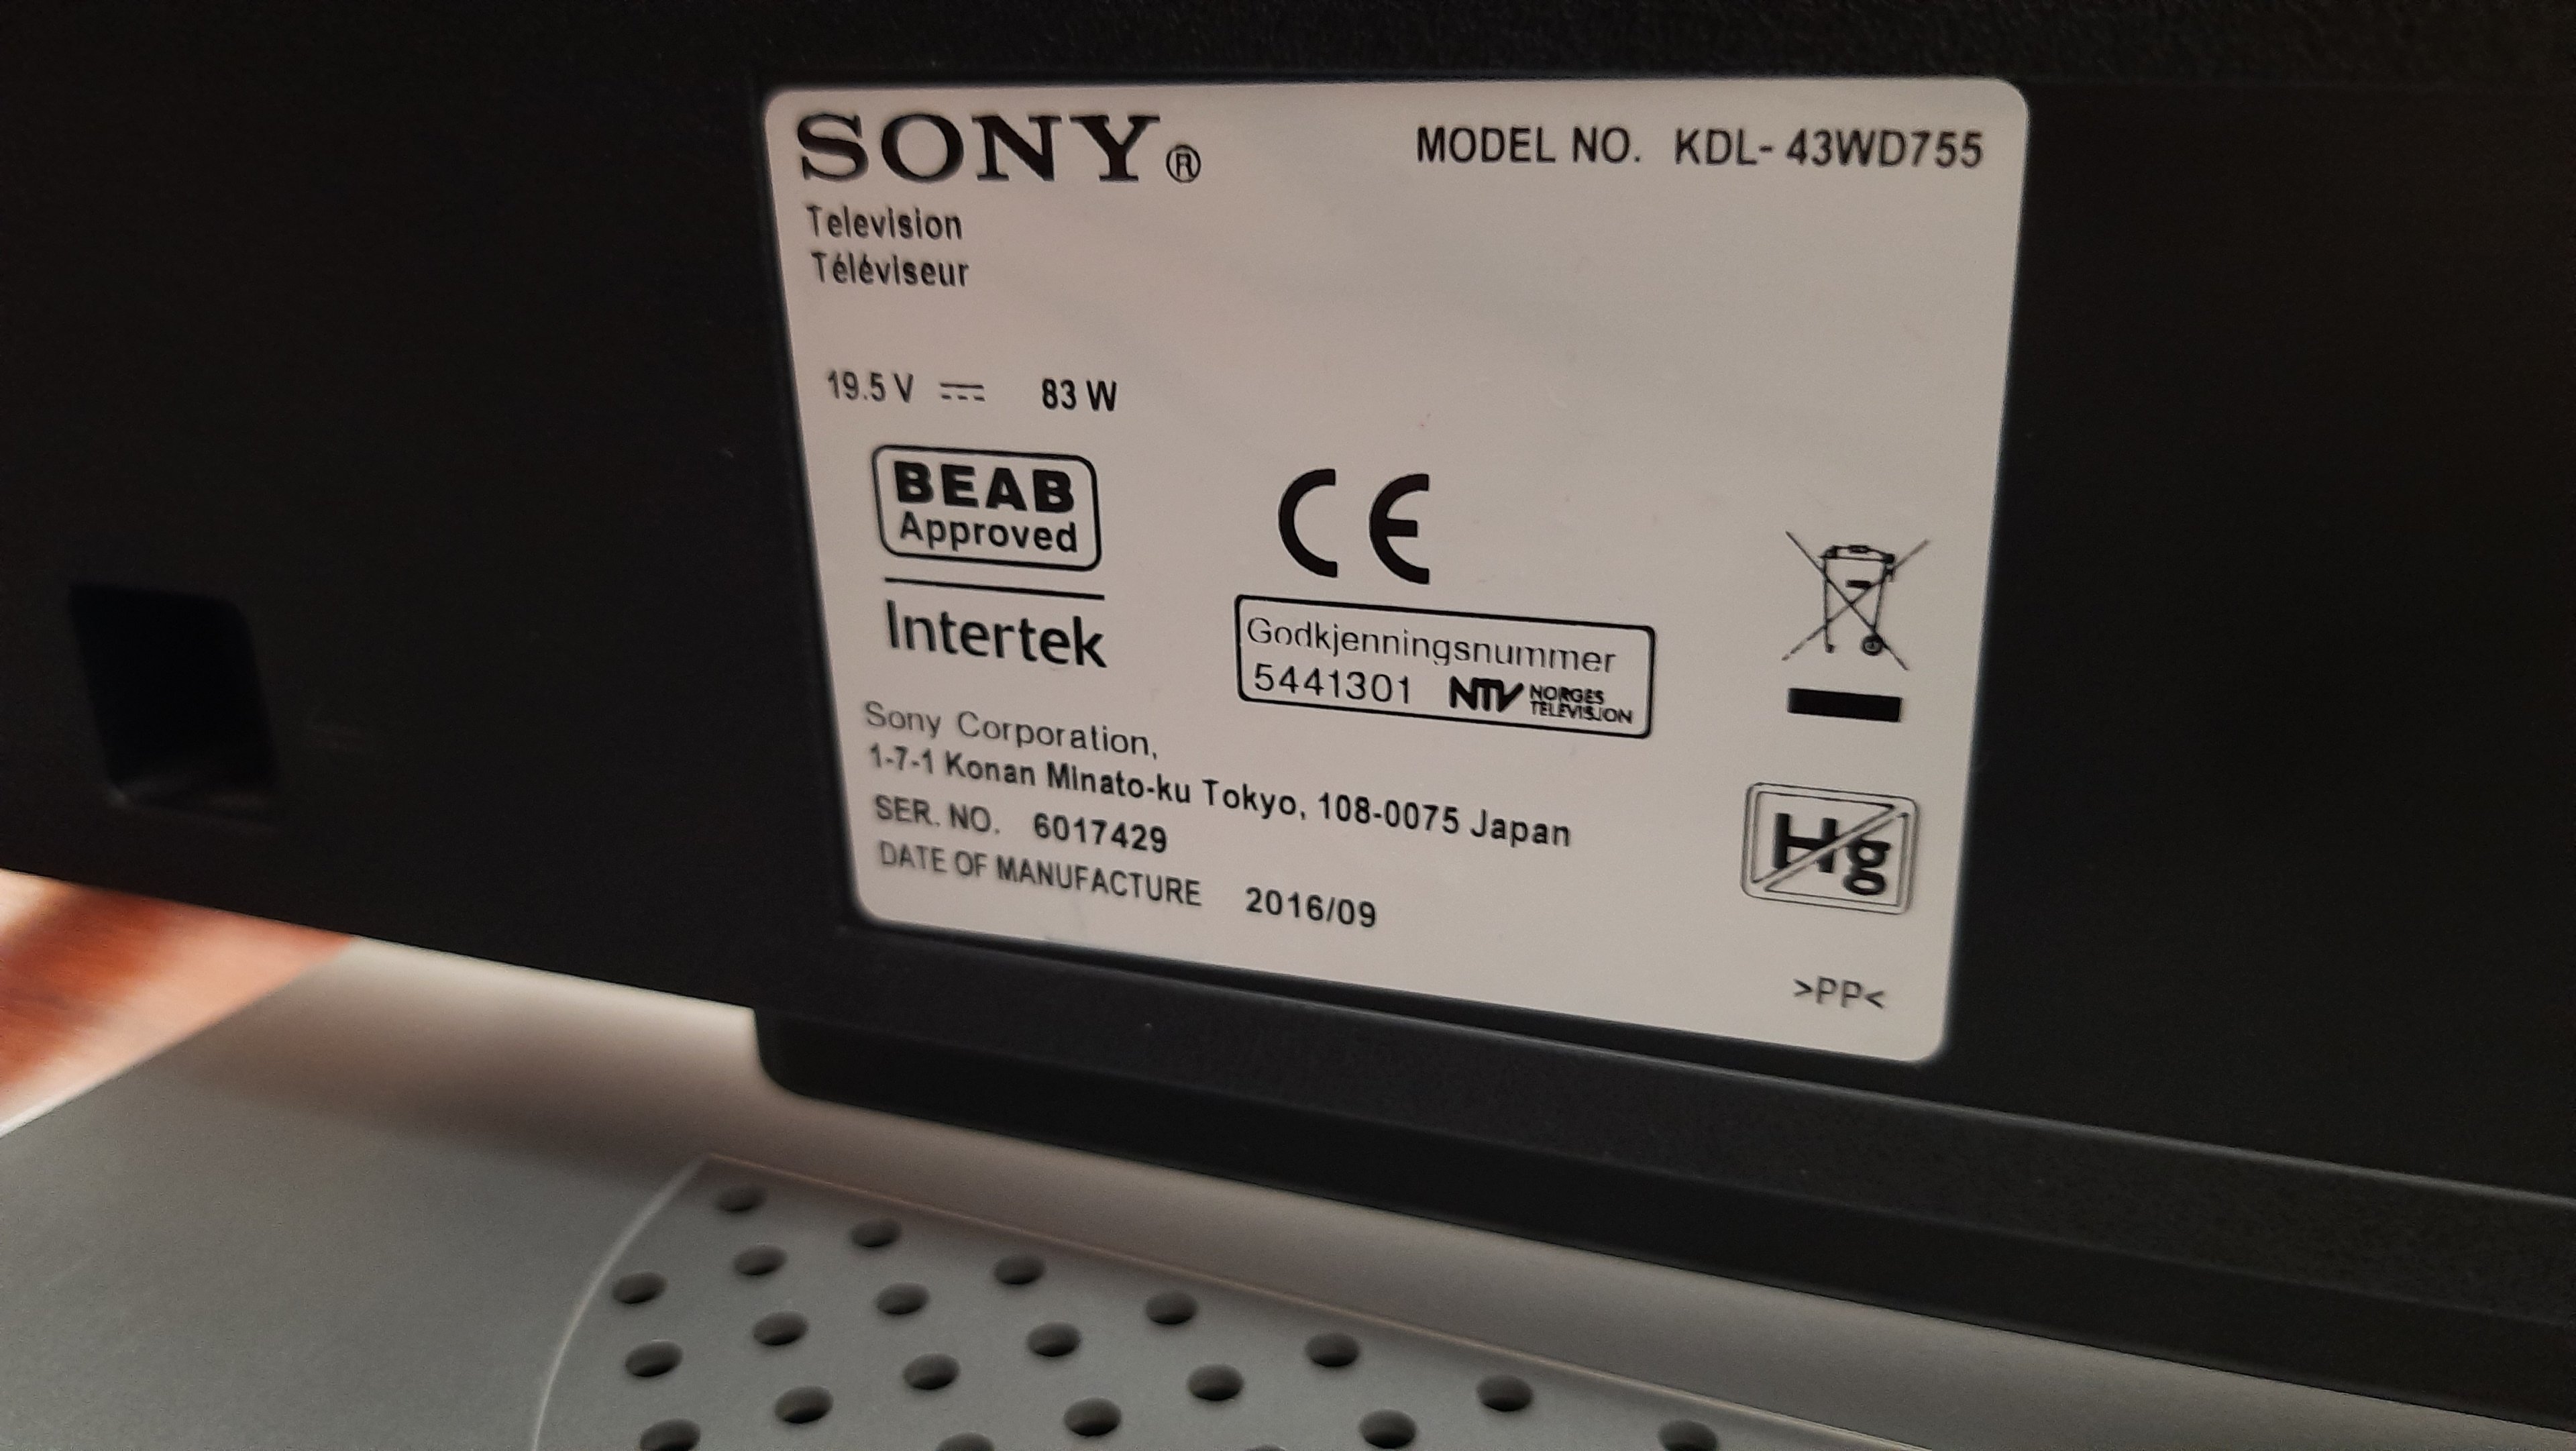 SONY®
MODEL NO. KDL- 43WD755
Television
Téléviseur
19.5 V ⎓ 83 W
BEAB
Approved
CE
Intertek
Godkjenningsnummer
5441301 NTV NORGES
TELEVISJON
Sony Corporation,
1-7-1 Konan Minato-ku Tokyo, 108-0075 Japan
SER. NO. 6017429
DATE OF MANUFACTURE 2016/09
Hg
>PP<